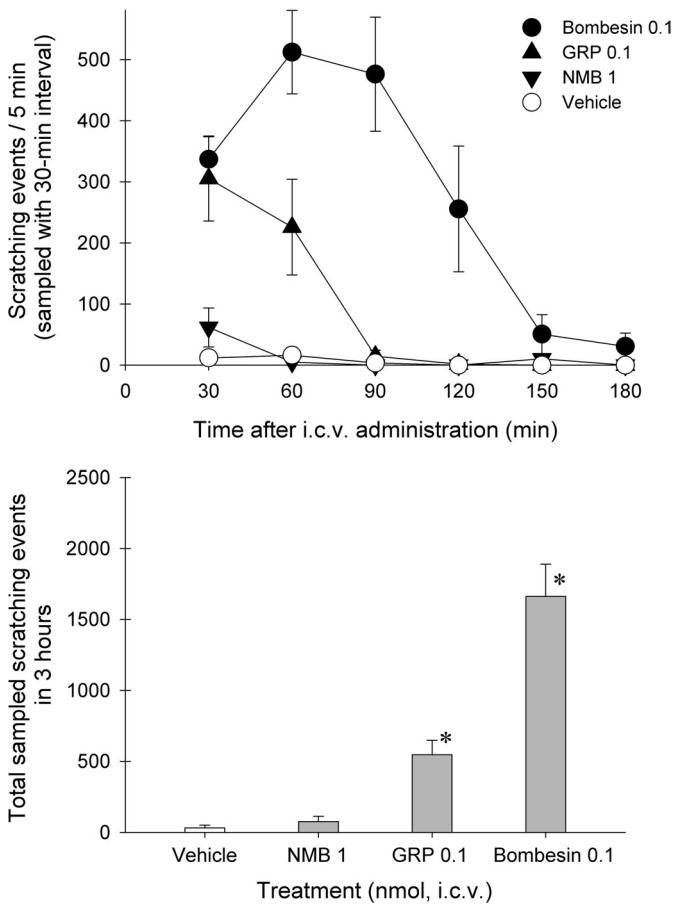 Scratching events / 5 min
(sampled with 30-min interval)
500
400
300
200
100
0
Bombesin 0.1
GRP 0.1
NMB 1
Vehicle
0 30 60 90 120 150 180
Time after i.c.v. administration (min)
Total sampled scratching events
in 3 hours
2500
2000
1500
1000
500
0
*
*
Vehicle NMB 1 GRP 0.1 Bombesin 0.1
Treatment (nmol, i.c.v.)